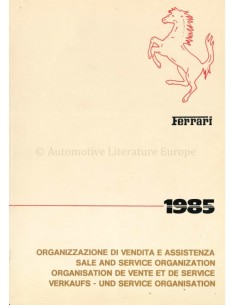 Ferrari
© Automotive Literature Europe
1985
ORGANIZZAZIONE DI VENDITA E ASSISTENZA
SALE AND SERVICE ORGANIZATION
ORGANISATION DE VENTE ET DE SERVICE
VERKAUFS - UND SERVICE ORGANISATION